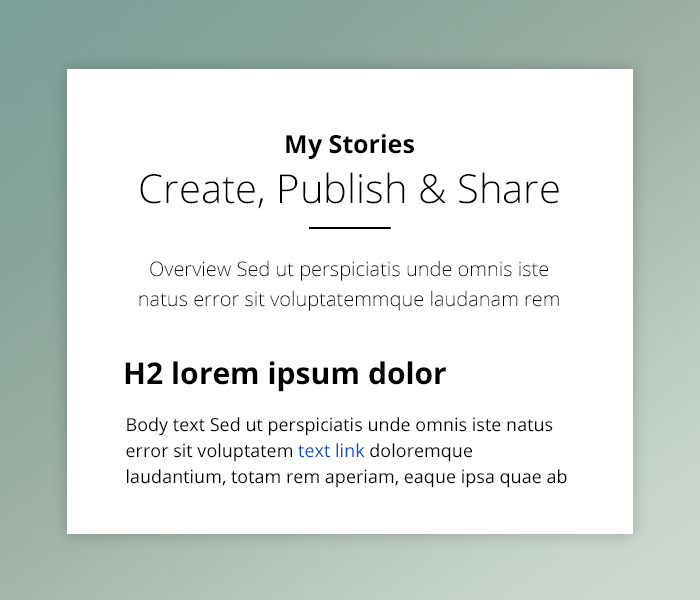 My Stories
Create, Publish & Share
Overview Sed ut perspiciatis unde omnis iste
natus error sit voluptatemmque laudanam rem
H2 lorem ipsum dolor
Body text Sed ut perspiciatis unde omnis iste natus
error sit voluptatem text link doloremque
laudantium, totam rem aperiam, eaque ipsa quae ab